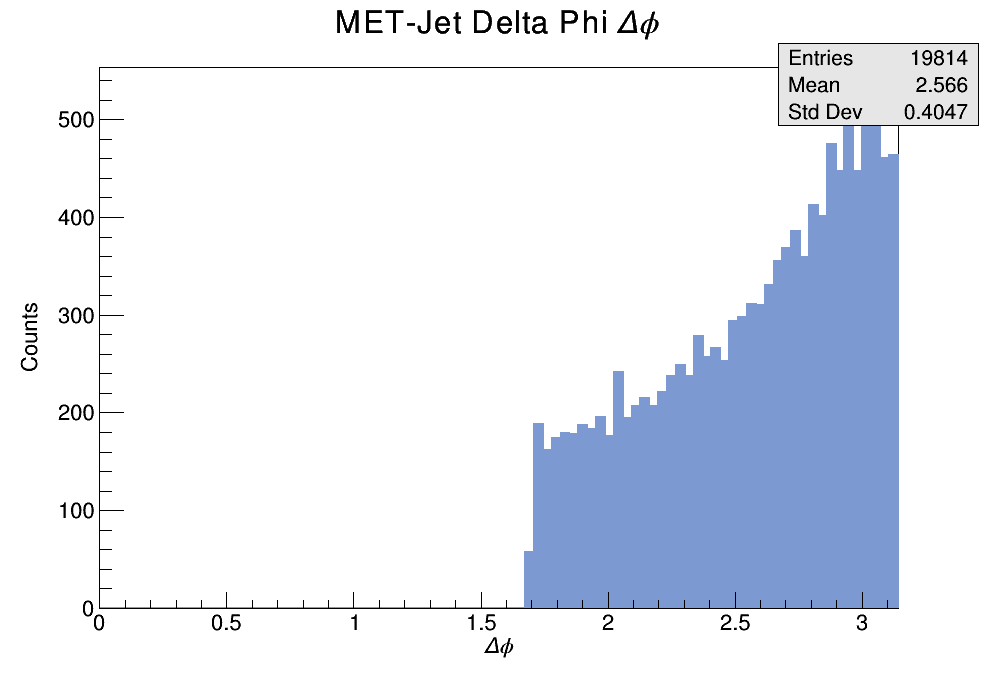 MET-Jet Delta Phi Δϕ
Entries 19814
Mean 2.566
Std Dev 0.4047
500
400
300
200
100
0
Counts
0 0.5 1 1.5 2 2.5 3
Δϕ